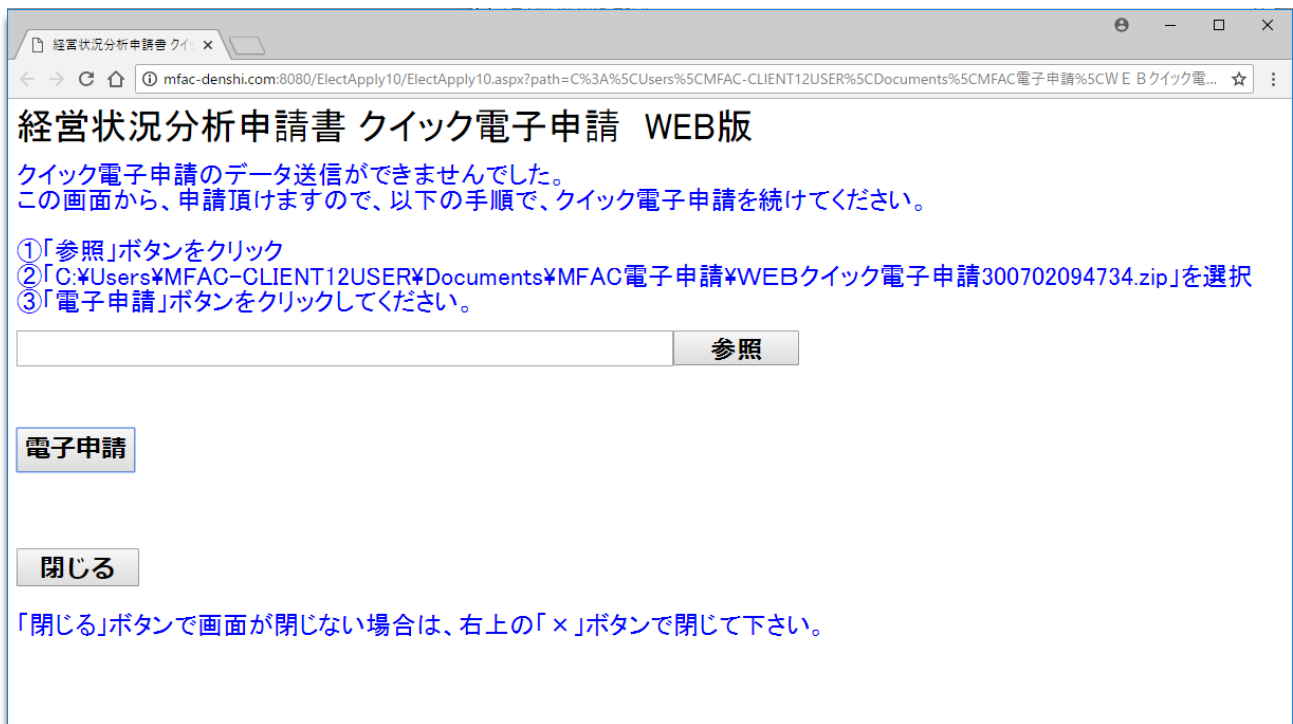 経営状況分析申請書 クイ
mfac-denshi.com:8080/ElectApply10/ElectApply10.aspx?path=C%3A%5CUsers%5CMFAC-CLIENT12USER%5CDocuments%5CMFAC電子申請%5CWEBクイック電...
経営状況分析申請書 クイック電子申請　WEB版
クイック電子申請のデータ送信ができませんでした。
この画面から、申請頂けますので、以下の手順で、クイック電子申請を続けてください。
①「参照」ボタンをクリック
②「C:¥Users¥MFAC-CLIENT12USER¥Documents¥MFAC電子申請¥WEBクイック電子申請300702094734.zip」を選択
③「電子申請」ボタンをクリックしてください。
参照
電子申請
閉じる
「閉じる」ボタンで画面が閉じない場合は、右上の「×」ボタンで閉じて下さい。